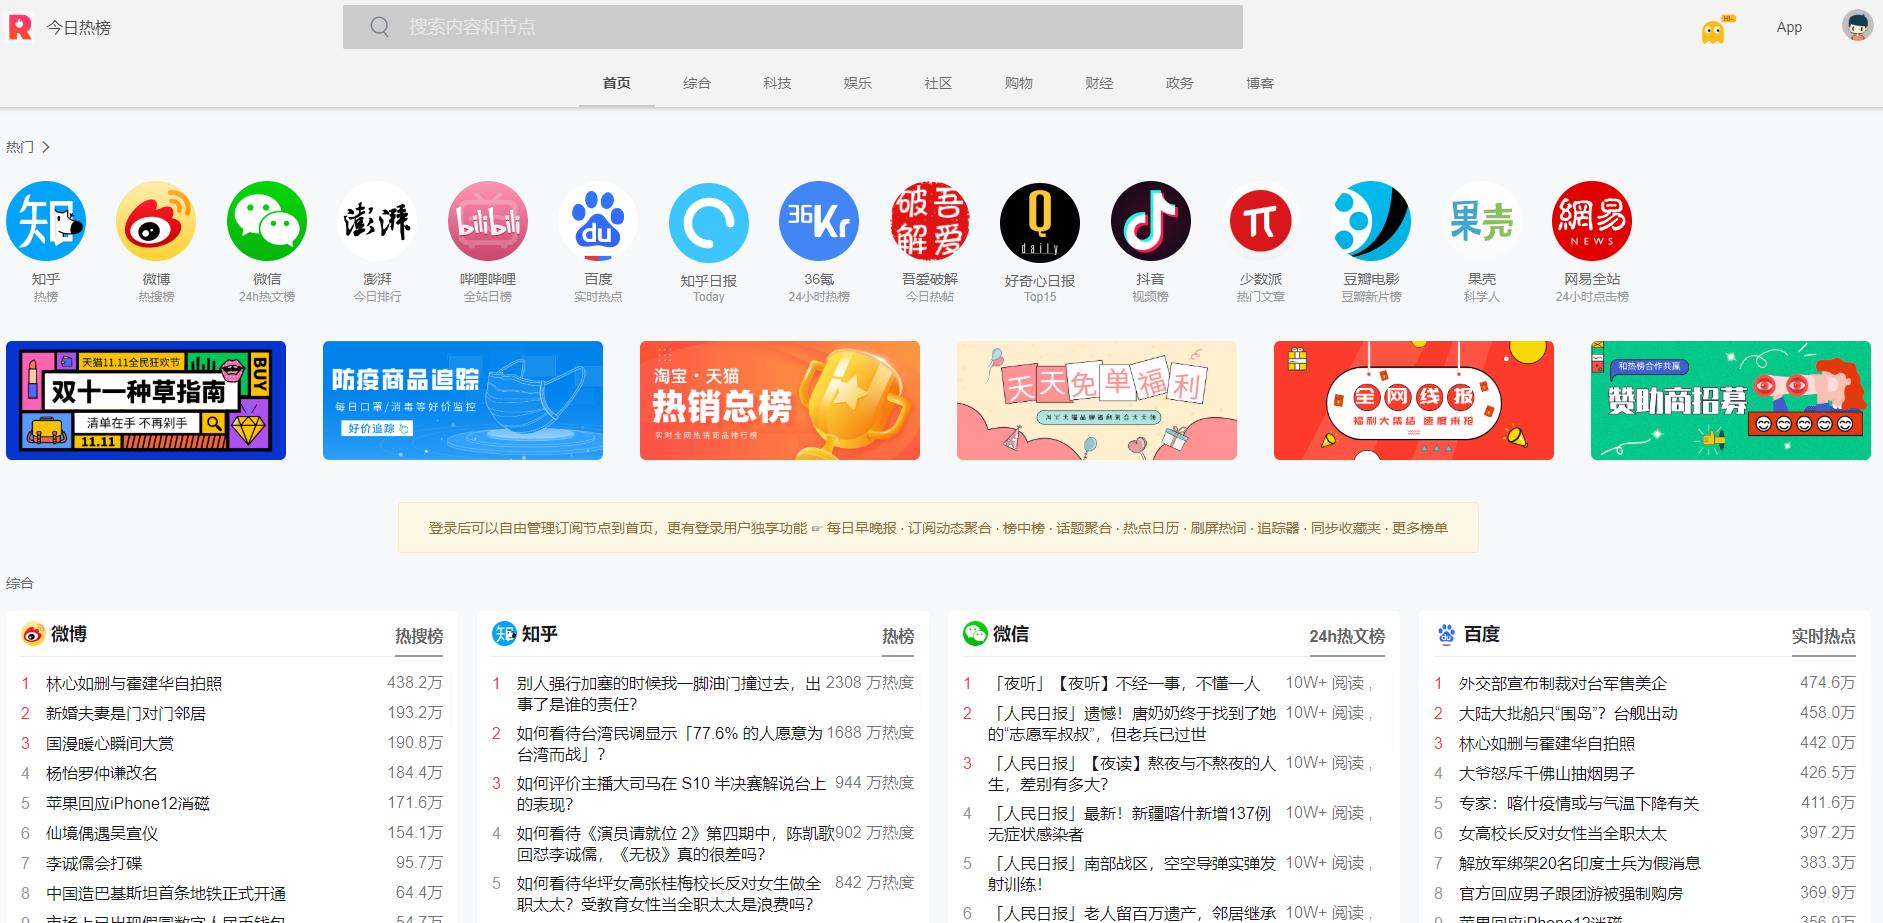 今日热榜
搜索内容和节点
Hi~
App
首页 综合 科技 娱乐 社区 购物 财经 政务 博客
热门
知
bilibili
du
36Kr
吾爱破解
Q daily
π
果壳
網易 NEWS
知乎 微博 微信 澎湃 哔哩哔哩 百度 知乎日报 36氪 吾爱破解 好奇心日报 抖音 少数派 豆瓣电影 果壳 网易全站
热榜 热搜榜 24h热文榜 今日排行 全站日榜 实时热点 Today 24小时热榜 今日热帖 Top15 视频榜 热门文章 豆瓣新片榜 科学人 24小时点击榜
天猫11.11全民狂欢节
双十一种草指南
清单在手 不再剁手
11.11
BUY
防疫商品追踪
每日口罩/消毒等好价监控
好价追踪
淘宝·天猫
热销总榜
实时全网热销商品排行榜
天天免单福利
全网线报
福利大集结 速度来报
和热榜合作共赢
赞助商招募
登录后可以自由管理订阅节点到首页，更有登录用户独享功能 ☞ 每日早晚报 · 订阅动态聚合 · 榜中榜 · 话题聚合 · 热点日历 · 刷屏热词 · 追踪器 · 同步收藏夹 · 更多榜单
综合
微博 热搜榜
1 林心如删与霍建华自拍照 438.2万
2 新婚夫妻是门对门邻居 193.2万
3 国漫暖心瞬间大赏 190.8万
4 杨怡罗仲谦改名 184.4万
5 苹果回应iPhone12消磁 171.6万
6 仙境偶遇吴宣仪 154.1万
7 李诚儒会打碟 95.7万
8 中国造巴基斯坦首条地铁正式开通 64.4万
9 市场上已出现假冒数字人民币钱包 54.7万
知乎 热榜
1 别人强行加塞的时候我一脚油门撞过去，出 2308 万热度
事了是谁的责任？
2 如何看待台湾民调显示「77.6% 的人愿意为 1688 万热度
台湾而战」？
3 如何评价主播大司马在 S10 半决赛解说台上 944 万热度
的表现？
4 如何看待《演员请就位 2》第四期中，陈凯歌 902 万热度
回怼李诚儒，《无极》真的很差吗？
5 如何看待华坪女高张桂梅校长反对女生做全 842 万热度
职太太？受教育女性当全职太太是浪费吗？
微信 24h热文榜
1 「夜听」【夜听】不经一事，不懂一人 10W+ 阅读，
2 「人民日报」遗憾！唐奶奶终于找到了她 10W+ 阅读，
的“志愿军叔叔”，但老兵已过世
3 「人民日报」【夜读】熬夜与不熬夜的人 10W+ 阅读，
生，差别有多大？
4 「人民日报」最新！新疆喀什新增137例 10W+ 阅读，
无症状感染者
5 「人民日报」南部战区，空空导弹实弹发 10W+ 阅读，
射训练！
6 「人民日报」老人留百万遗产，邻居继承 10W+ 阅读，
百度 实时热点
1 外交部宣布制裁对台军售美企 474.6万
2 大陆大批船只“围岛”？台舰出动 458.0万
3 林心如删与霍建华自拍照 442.0万
4 大爷怒斥千佛山抽烟男子 426.5万
5 专家：喀什疫情或与气温下降有关 411.6万
6 女高校长反对女性当全职太太 397.2万
7 解放军绑架20名印度士兵为假消息 383.3万
8 官方回应男子跟团游被强制购房 369.9万
9 苹果回应iPhone12消磁 356.9万